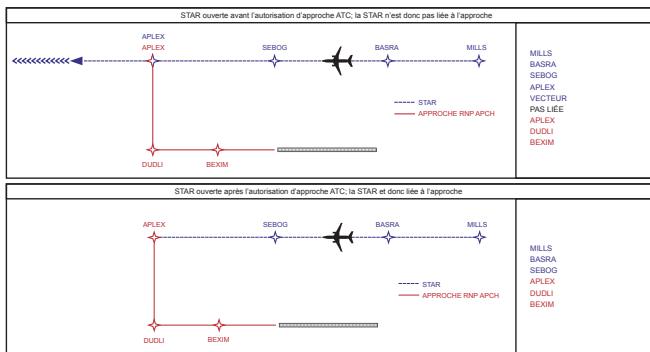 STAR ouverte avant l'autorisation d'approche ATC; la STAR n'est donc pas liée à l'approche
APLEX
APLEX SEBOG BASRA MILLS
STAR
APPROCHE RNP APCH
DUDLI BEXIM
MILLS
BASRA
SEBOG
APLEX
VECTEUR
PAS LIÉE
APLEX
DUDLI
BEXIM
STAR ouverte après l'autorisation d'approche ATC; la STAR et donc liée à l'approche
APLEX SEBOG BASRA MILLS
STAR
APPROCHE RNP APCH
DUDLI BEXIM
MILLS
BASRA
SEBOG
APLEX
DUDLI
BEXIM